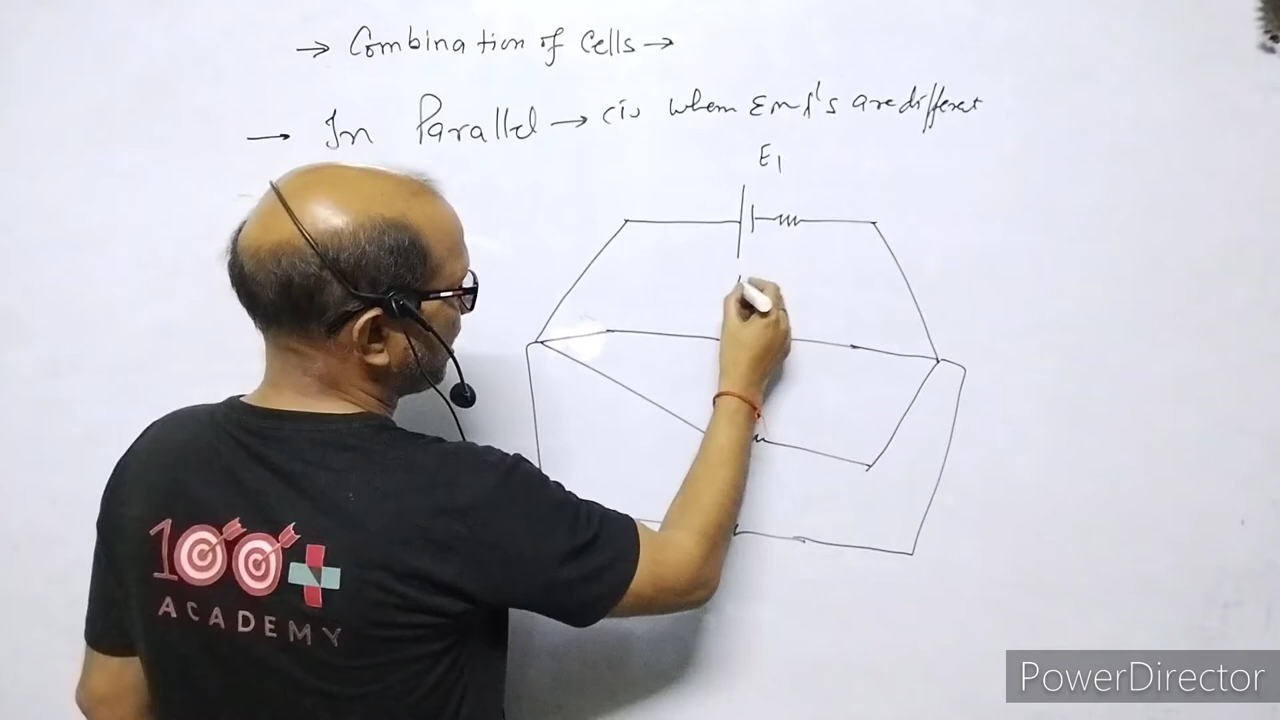 → Combination of Cells →
→ In Parallel → (i) when Emf's are different
E1
100+
ACADEMY
PowerDirector